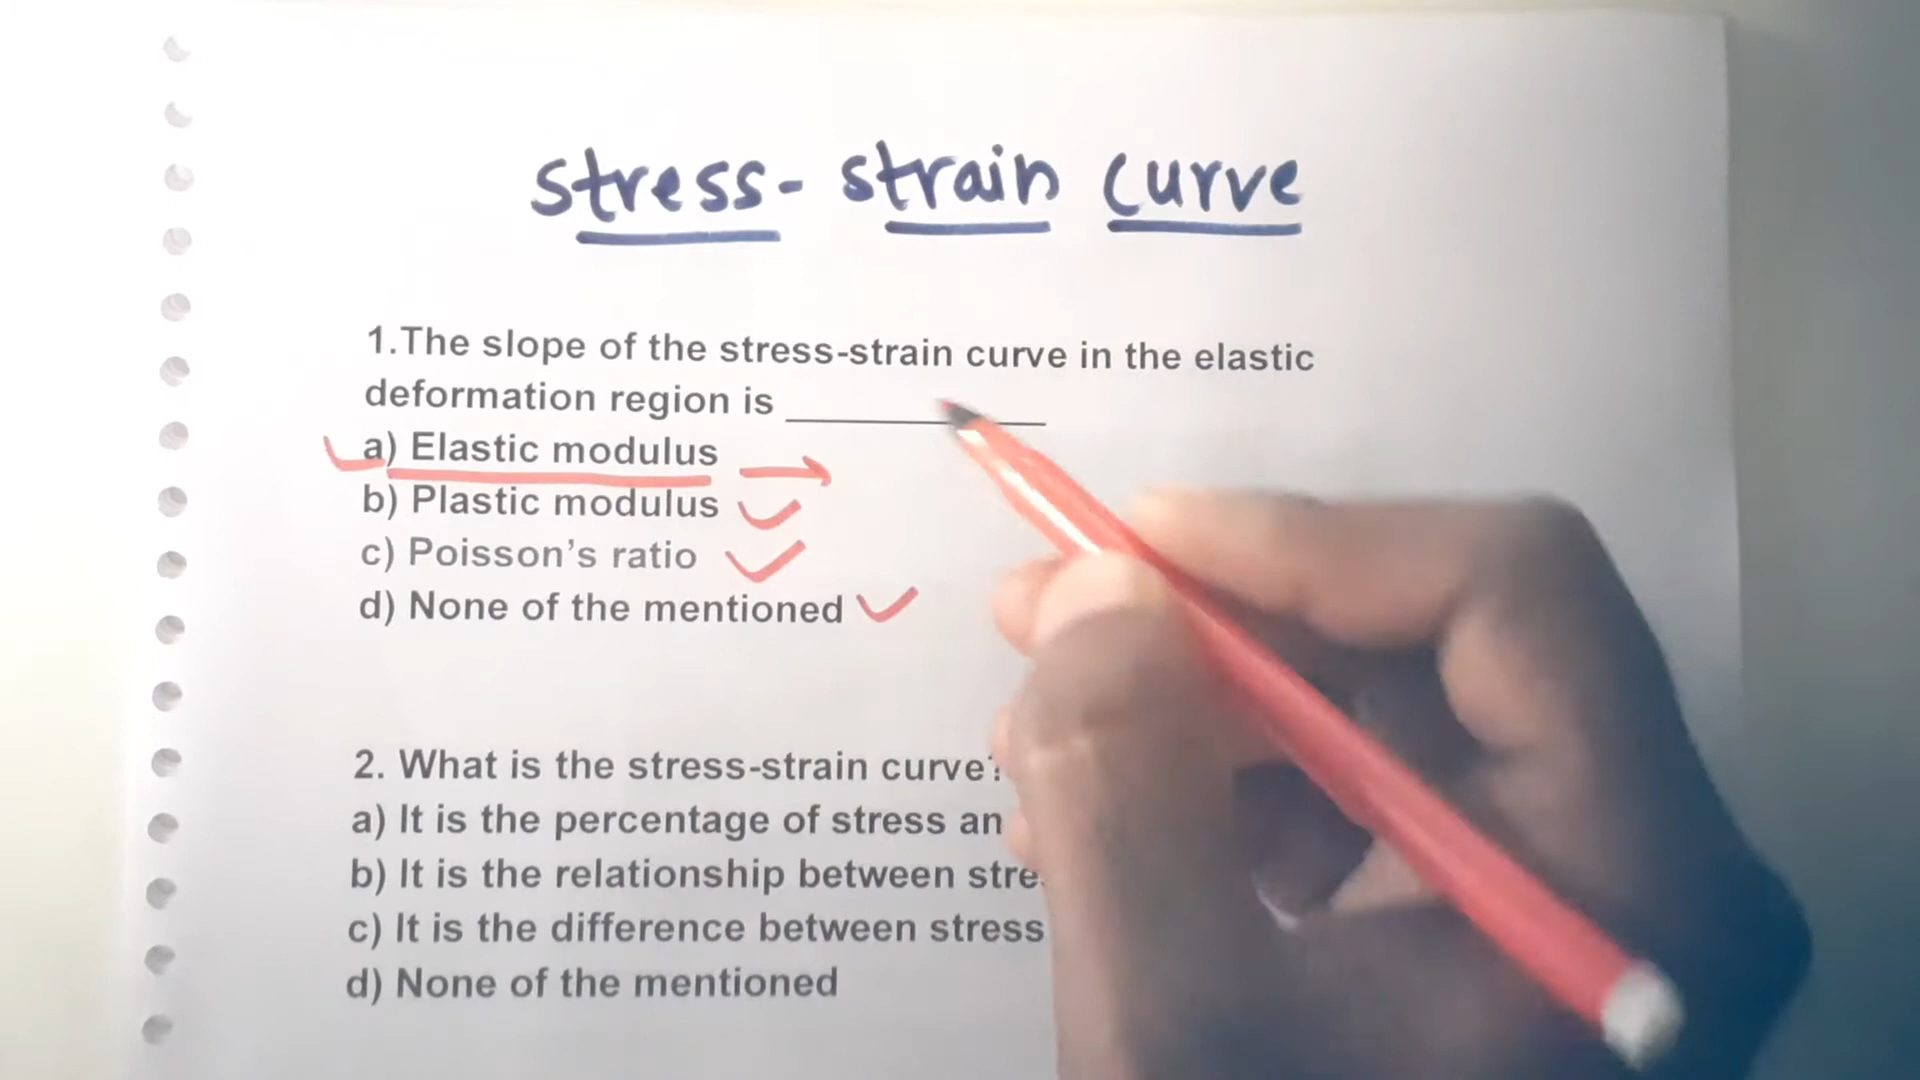 stress- strain curve
1.The slope of the stress-strain curve in the elastic
deformation region is __________
a) Elastic modulus
b) Plastic modulus
c) Poisson’s ratio
d) None of the mentioned
2. What is the stress-strain curve?
a) It is the percentage of stress an
b) It is the relationship between stre
c) It is the difference between stress
d) None of the mentioned